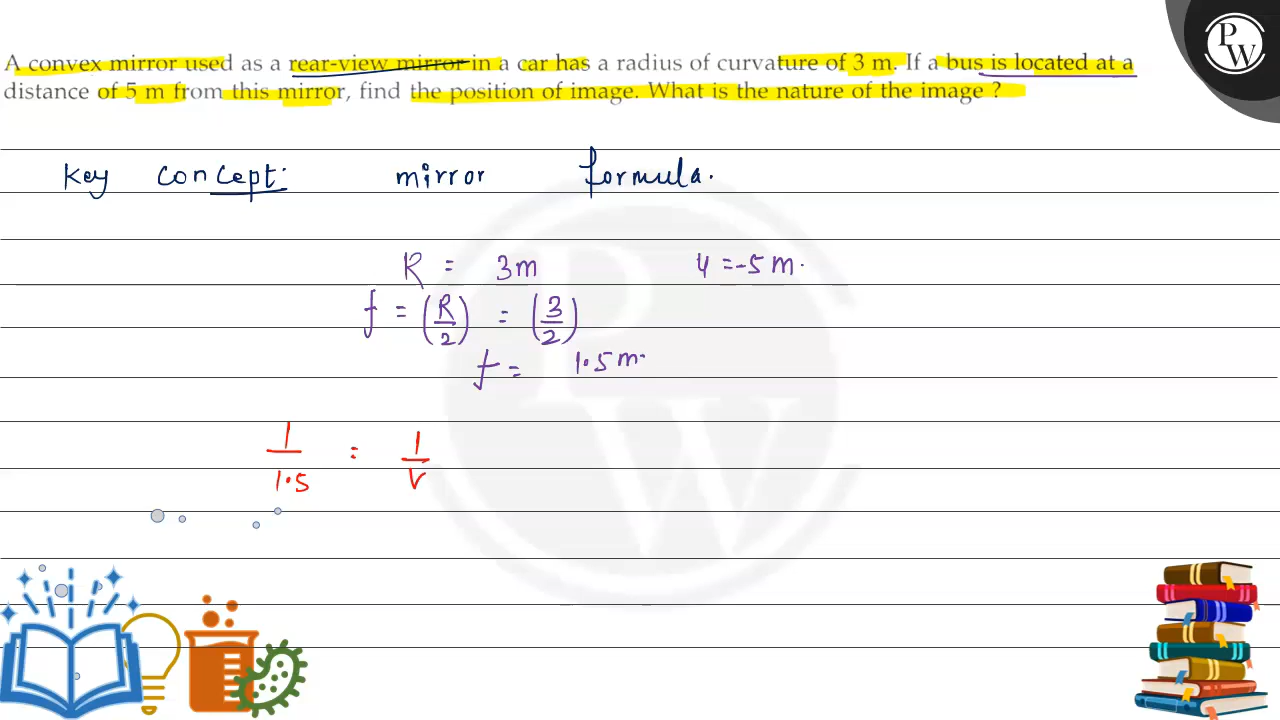 A convex mirror used as a rear-view mirror in a car has a radius of curvature of 3 m. If a bus is located at a
distance of 5 m from this mirror, find the position of image. What is the nature of the image ?
PW
Key concept: mirror formula.
R = 3m u = -5 m.
f = (R/2) = (3/2)
f = 1.5 m.
1/1.5 = 1/v